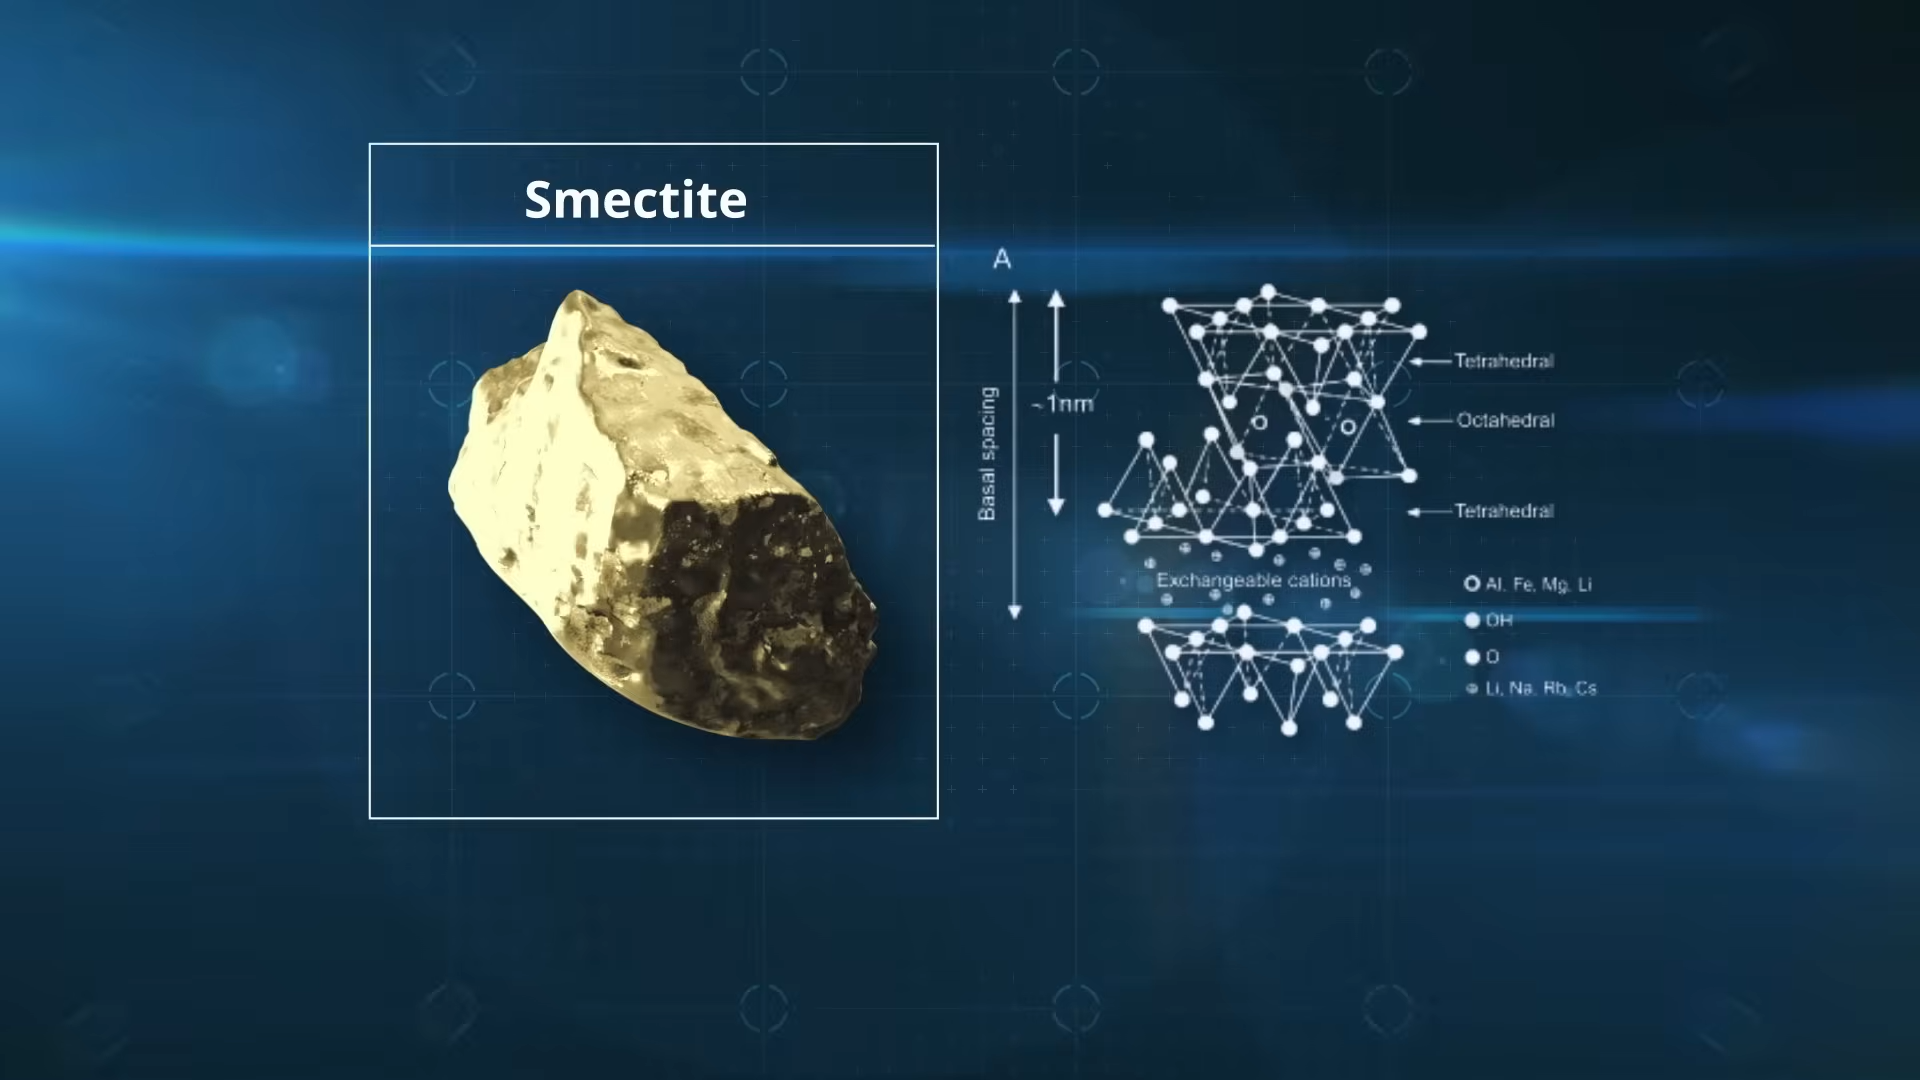 Smectite
A
Basal spacing
~1nm
Tetrahedral
Octahedral
Tetrahedral
Exchangeable cations
Al, Fe, Mg, Li
OH
O
Li, Na, Rb, Cs